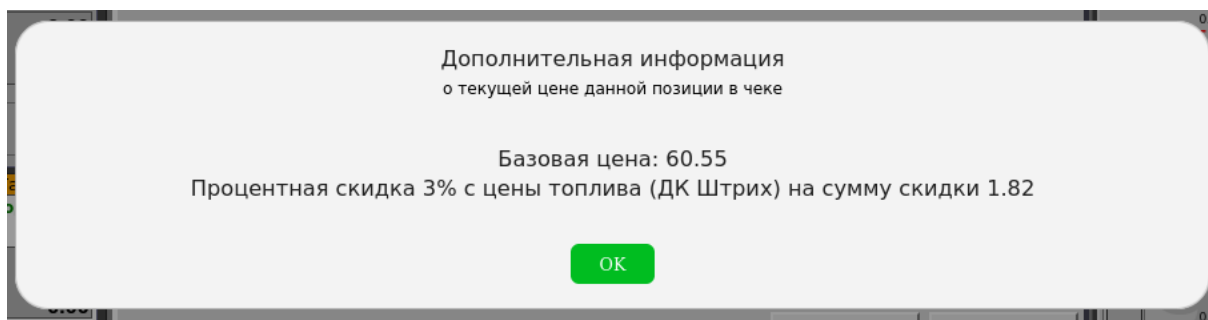 Дополнительная информация
о текущей цене данной позиции в чеке
Базовая цена: 60.55
Процентная скидка 3% с цены топлива (ДК Штрих) на сумму скидки 1.82
OK